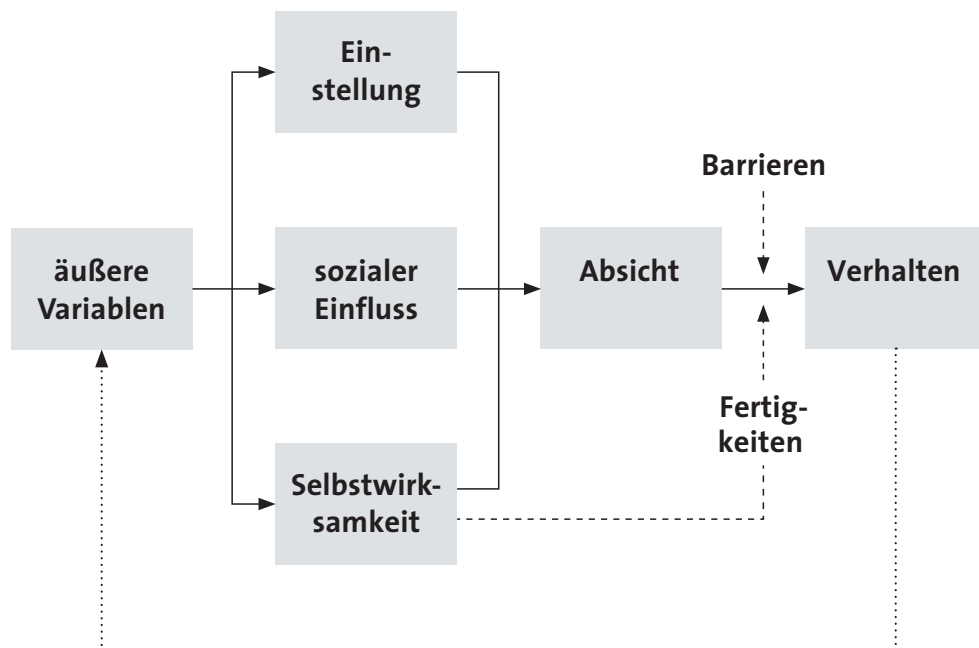 Ein-
stellung
Barrieren
äußere
Variablen
sozialer
Einfluss
Absicht
Verhalten
Fertig-
keiten
Selbstwirk-
samkeit